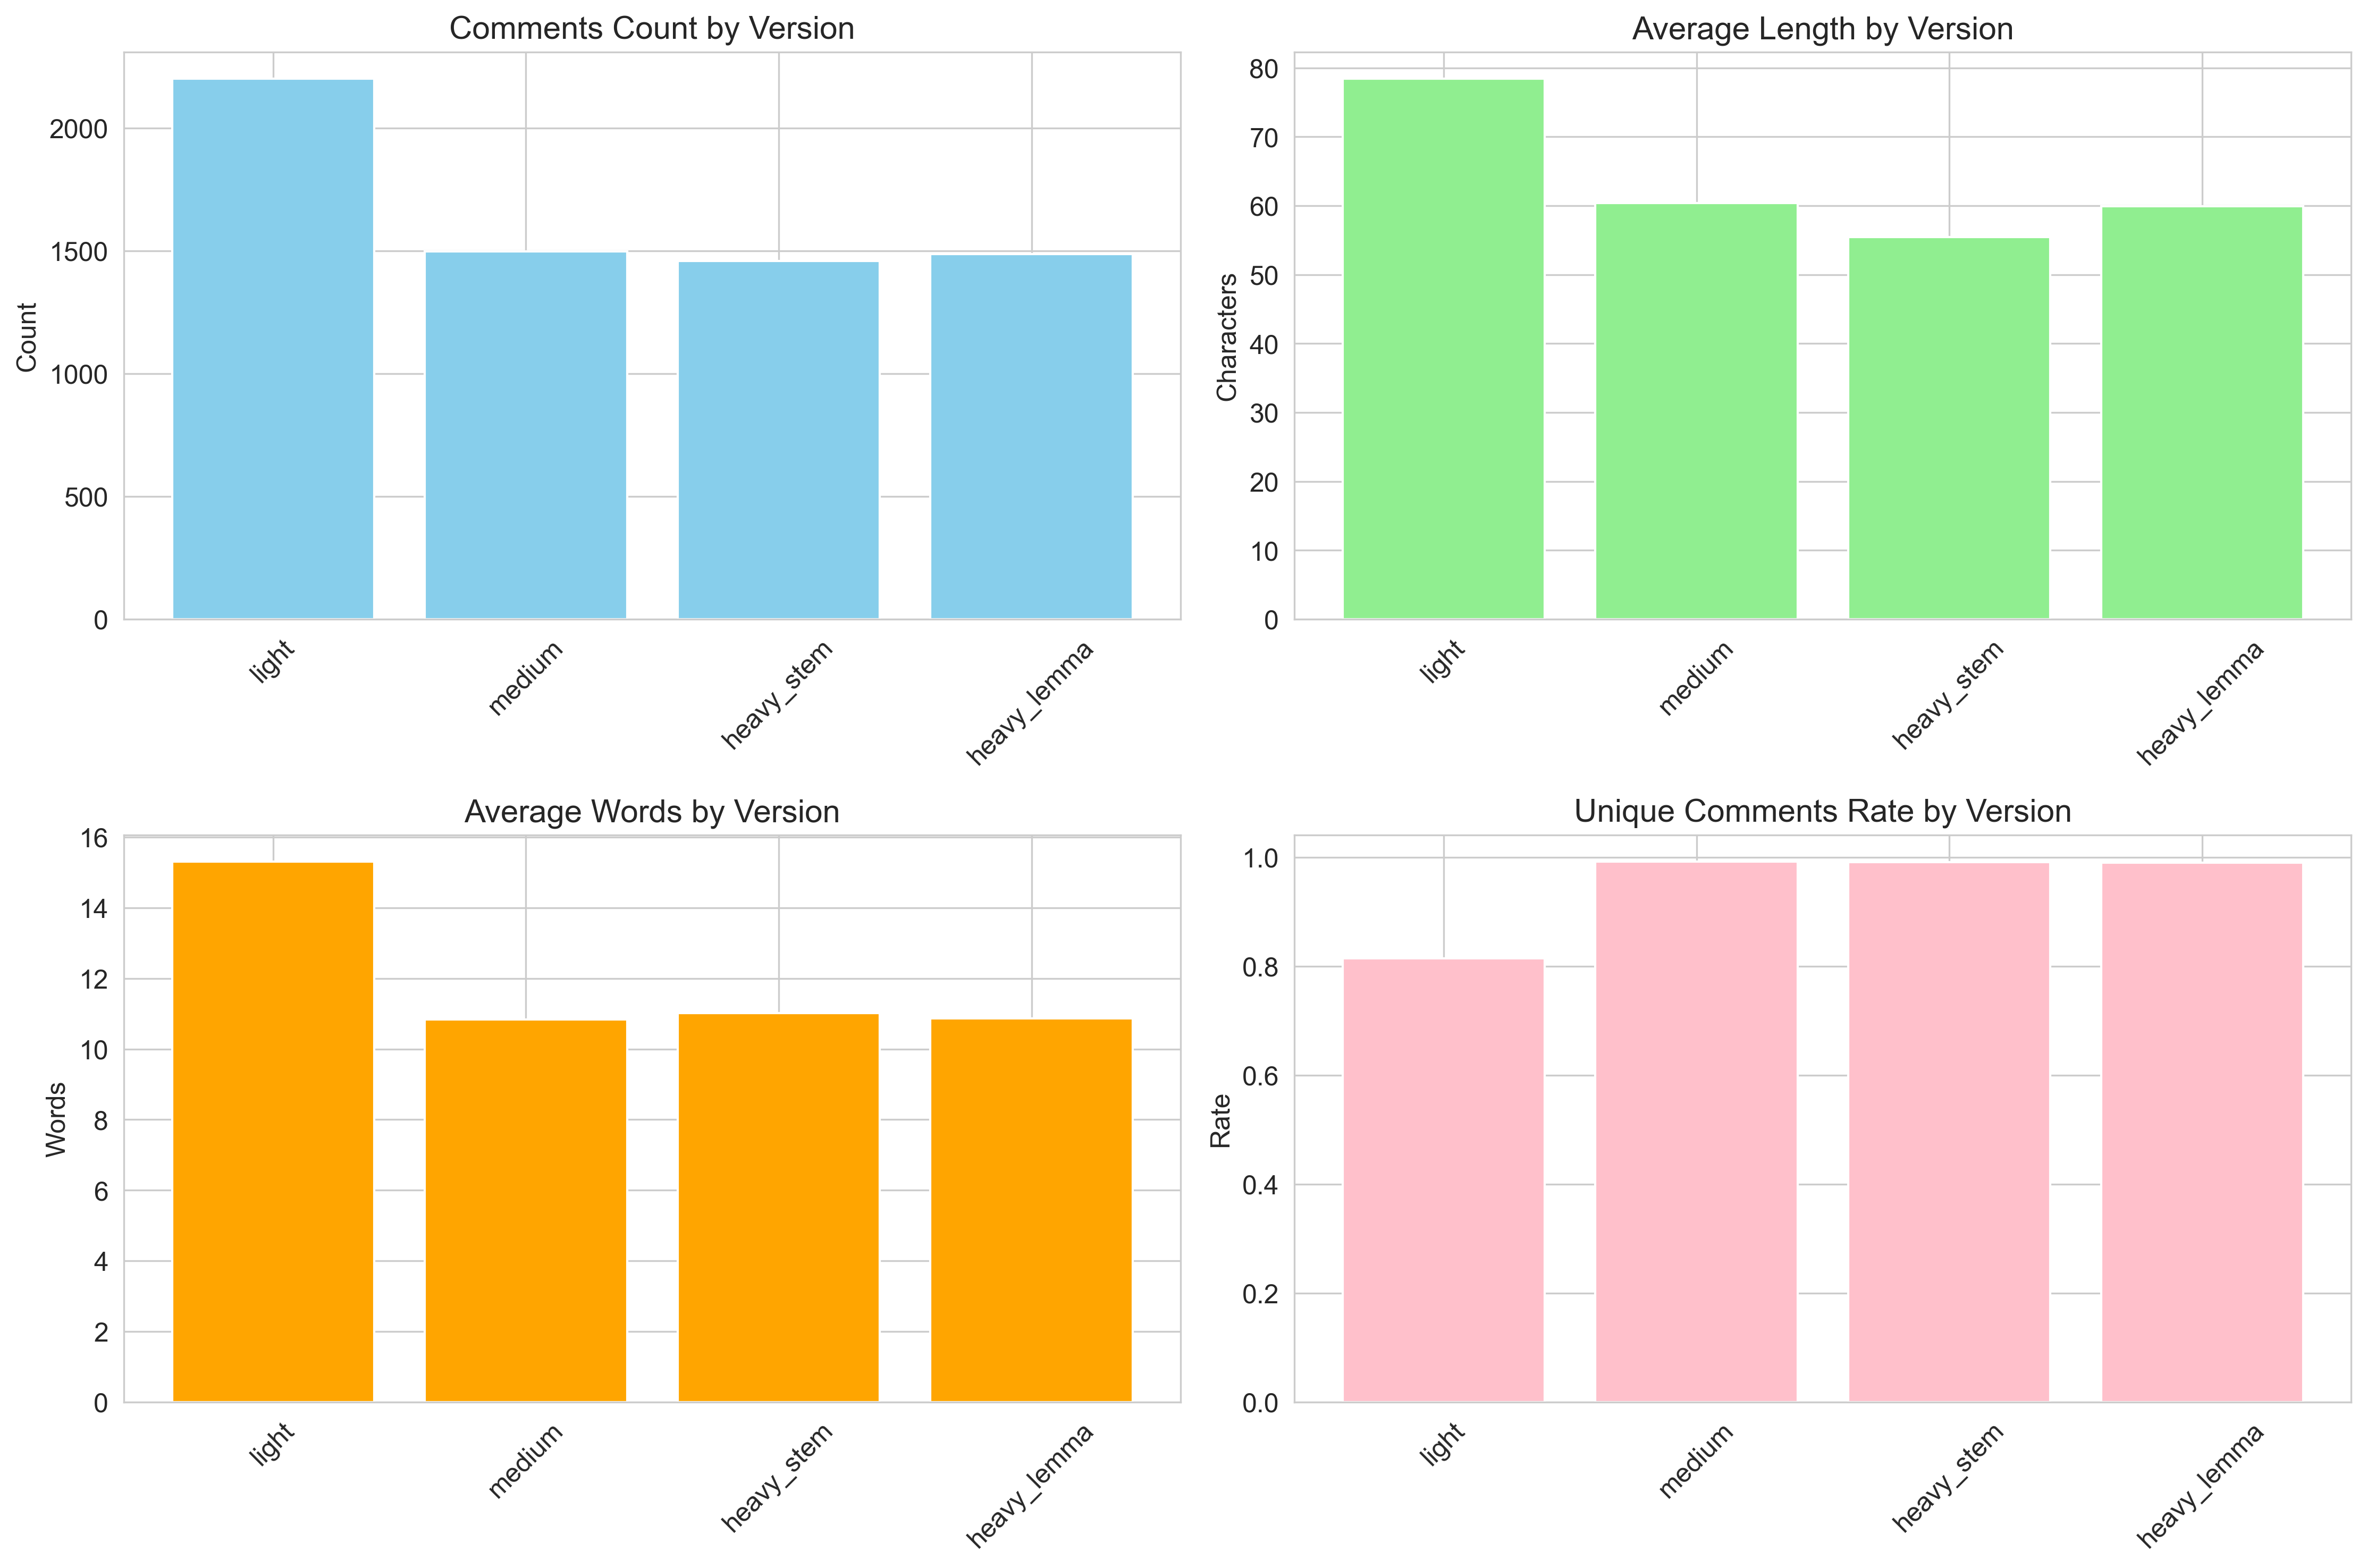 Comments Count by Version
Count
2000
1500
1000
500
0
light
medium
heavy_stem
heavy_lemma
Average Length by Version
Characters
80
70
60
50
40
30
20
10
0
light
medium
heavy_stem
heavy_lemma
Average Words by Version
Words
16
14
12
10
8
6
4
2
0
light
medium
heavy_stem
heavy_lemma
Unique Comments Rate by Version
Rate
1.0
0.8
0.6
0.4
0.2
0.0
light
medium
heavy_stem
heavy_lemma